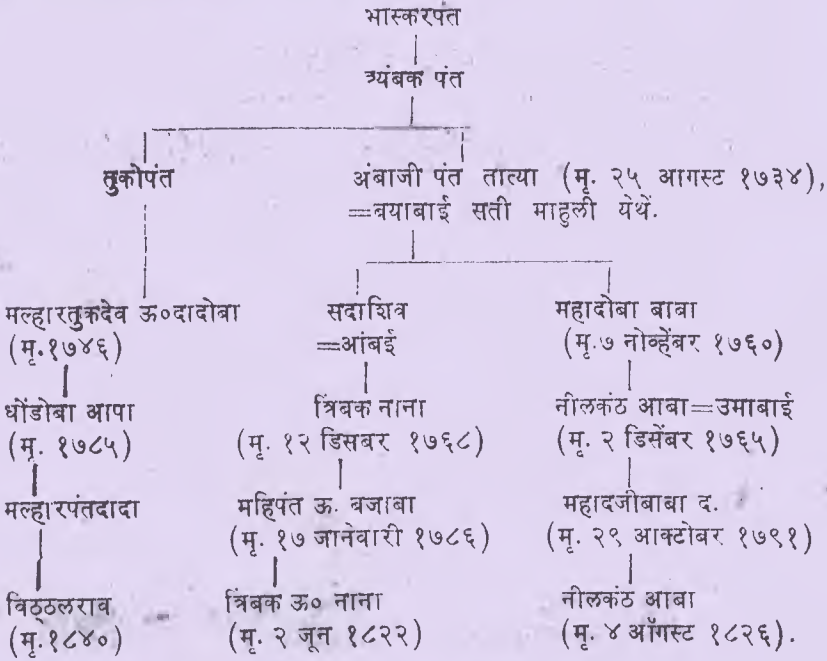 भास्करपंत
त्र्यंबक पंत
तुकोपंत अंबाजी पंत तात्या (मृ. २५ आगस्ट १७३४),
=बयाबाई सती माहुली येथें.
मल्हारतुकदेव ऊ०दादोबा सदाशिव महादोबा बाबा
(मृ.१७४६) =आंबई (मृ.७ नोव्हेंबर १७६०)
धोंडोबा आपा त्रिंबक नाना नीलकंठ आबा=उमाबाई
(मृ. १७८५) (मृ. १२ डिसबर १७६८) (मृ. २ डिसेंबर १७६५)
मल्हारपंतदादा महिपंत ऊ. बजाबा महादजीबाबा द.
(मृ. १७ जानेवारी १७८६) (मृ. २९ आक्टोबर १७९१)
विठ्ठलराव त्रिंबक ऊ० नाना नीलकंठ आबा
(मृ.१८४०) (मृ. २ जून १८२२) (मृ. ४ ऑगस्ट १८२६).